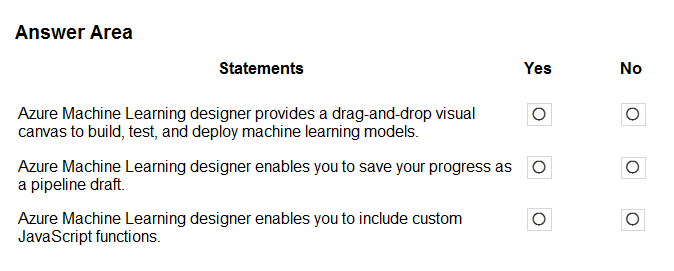 Answer Area
Statements Yes No
Azure Machine Learning designer provides a drag-and-drop visual
canvas to build, test, and deploy machine learning models.
Azure Machine Learning designer enables you to save your progress as
a pipeline draft.
Azure Machine Learning designer enables you to include custom
JavaScript functions.